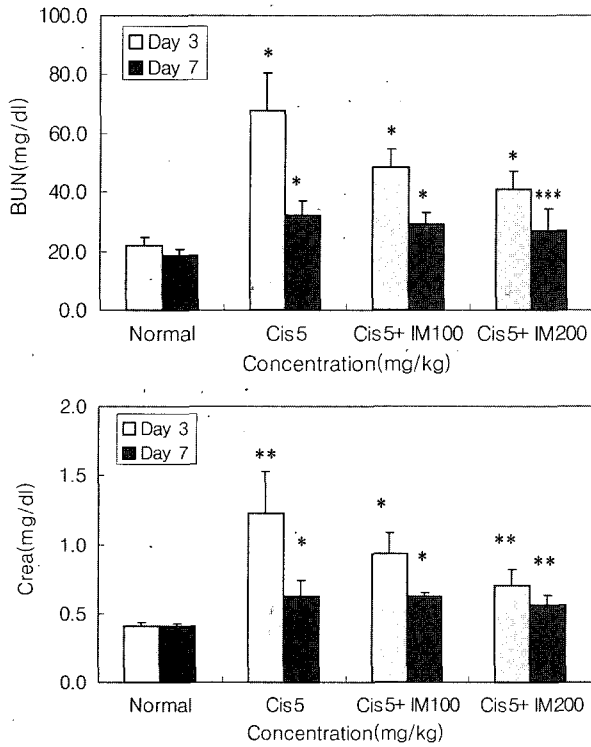 100.0
80.0
60.0
40.0
20.0
0.0
BUN(mg/dl)
Day 3
Day 7
*
*
*
*
*
***
Normal
Cis5
Cis5+ IM100
Cis5+ IM200
Concentration(mg/kg)
2.0
1.5
1.0
0.5
0.0
Crea(mg/dl)
Day 3
Day 7
**
*
*
*
**
**
Normal
Cis5
Cis5+ IM100
Cis5+ IM200
Concentration(mg/kg)